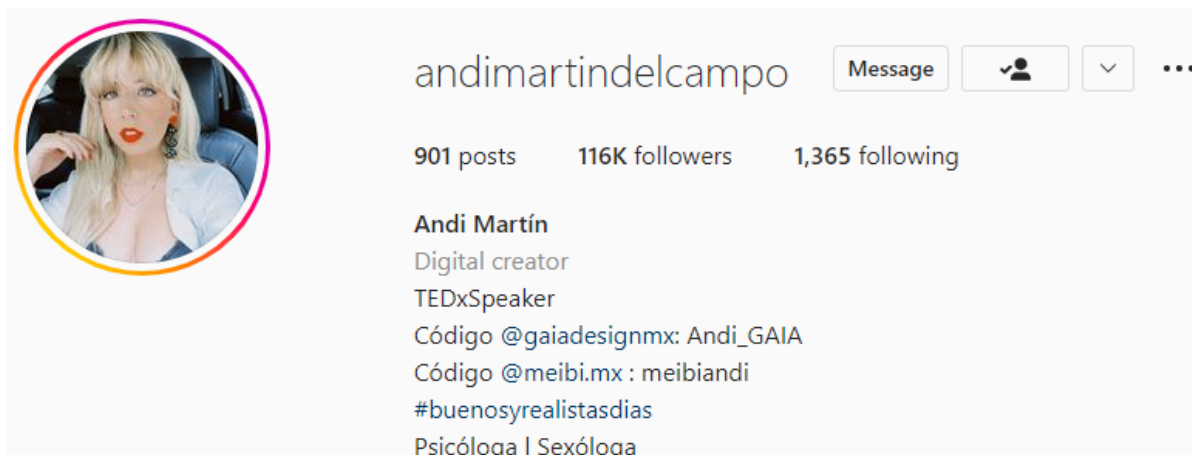 andimartindelcampo Message
901 posts 116K followers 1,365 following
Andi Martín
Digital creator
TEDxSpeaker
Código @gaiadesignmx: Andi_GAIA
Código @meibi.mx : meibiandi
#buenosyrealistasdias
Psicóloga | Sexóloga